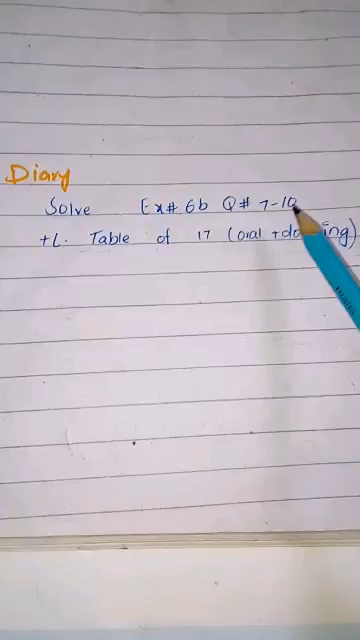 Diary
Solve Ex# 6b Q# 7-10
+L. Table of 17 (oral +